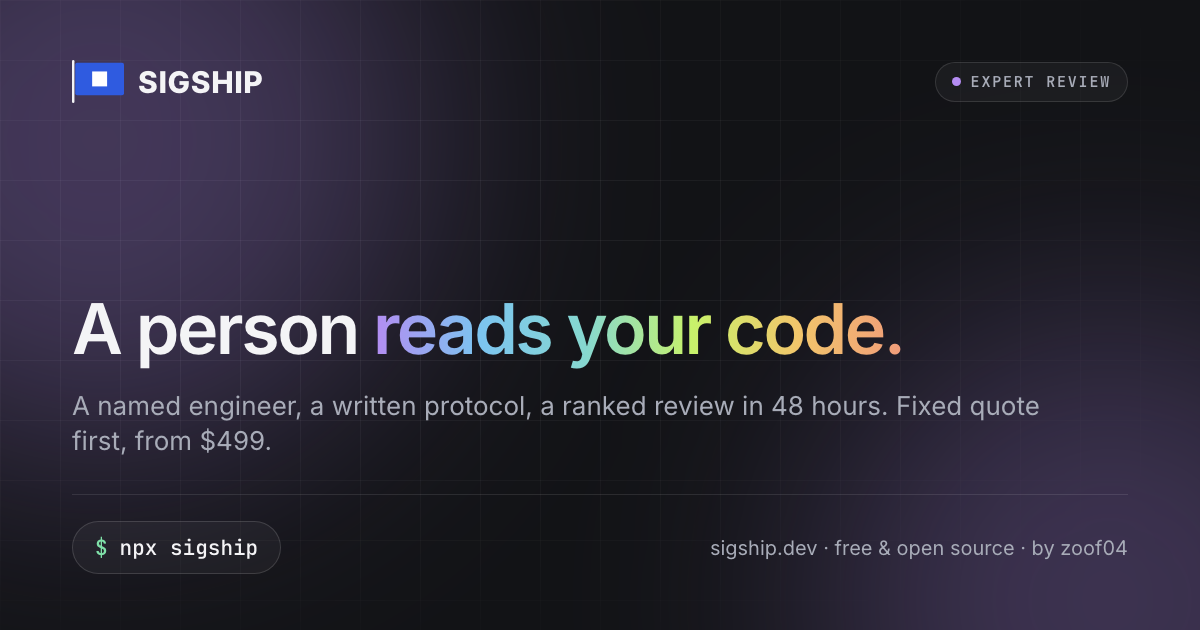 SIGSHIP
EXPERT REVIEW
A person reads your code.
A named engineer, a written protocol, a ranked review in 48 hours. Fixed quote
first, from $499.
$ npx sigship
sigship.dev · free & open source · by zoof04